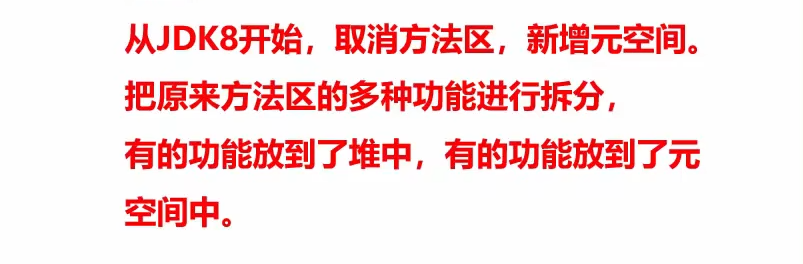 从JDK8开始，取消方法区，新增元空间。
把原来方法区的多种功能进行拆分，
有的功能放到了堆中，有的功能放到了元
空间中。